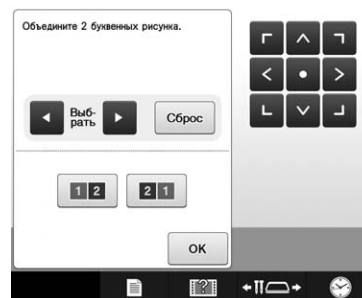 Объедините 2 буквенных рисунка.
Выб-
рать
Сброс
1 2
2 1
OK
?